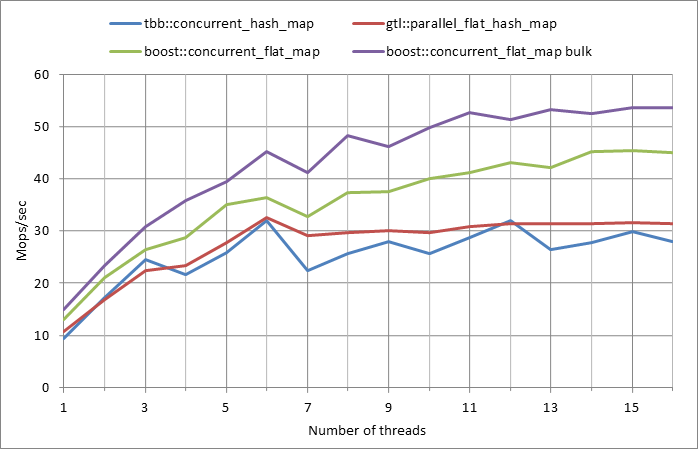 tbb::concurrent_hash_map gtl::parallel_flat_hash_map
boost::concurrent_flat_map boost::concurrent_flat_map bulk
60
50
40
30
20
10
0
Mops/sec
1 3 5 7 9 11 13 15
Number of threads